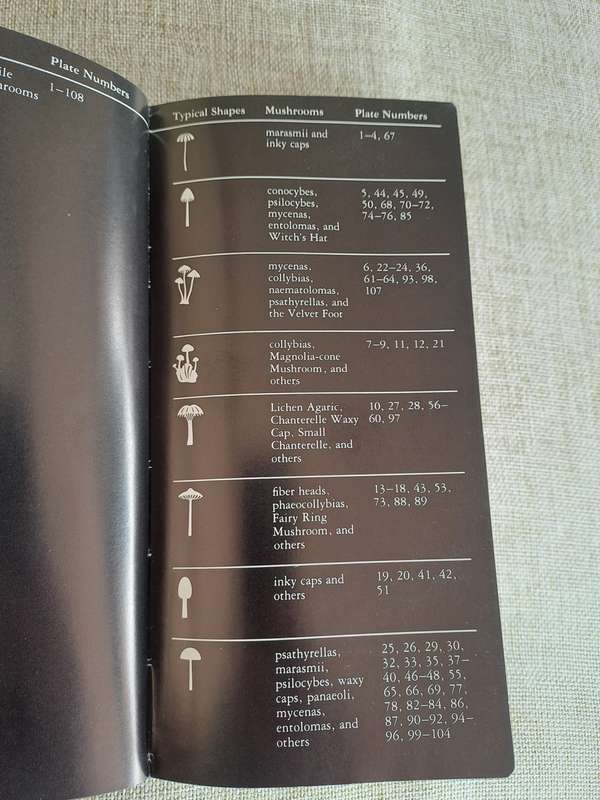 Plate Numbers
1–108
Typical Shapes Mushrooms Plate Numbers
marasmii and 1–4, 67
inky caps
conocybes, 5, 44, 45, 49,
psilocybes, 50, 68, 70–72,
mycenas, 74–76, 85
entolomas, and
Witch's Hat
mycenas, 6, 22–24, 36,
collybias, 61–64, 93, 98,
naematolomas, 107
psathyrellas, and
the Velvet Foot
collybias, 7–9, 11, 12, 21
Magnolia-cone
Mushroom, and
others
Lichen Agaric, 10, 27, 28, 56–
Chanterelle Waxy 60, 97
Cap, Small
Chanterelle, and
others
fiber heads, 13–18, 43, 53,
phaeocollybias, 73, 88, 89
Fairy Ring
Mushroom, and
others
inky caps and 19, 20, 41, 42,
others 51
psathyrellas, 25, 26, 29, 30,
marasmii, 32, 33, 35, 37–
psilocybes, waxy 40, 46–48, 55,
caps, panaeoli, 65, 66, 69, 77,
mycenas, 78, 82–84, 86,
entolomas, and 87, 90–92, 94–
others 96, 99–104